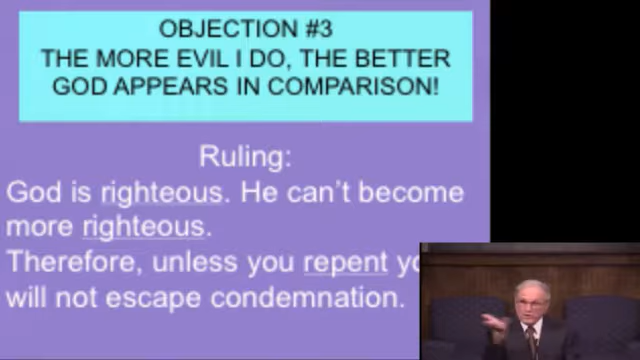 OBJECTION #3
THE MORE EVIL I DO, THE BETTER
GOD APPEARS IN COMPARISON!
Ruling:
God is righteous. He can't become
more righteous.
Therefore, unless you repent
will not escape condemnation.